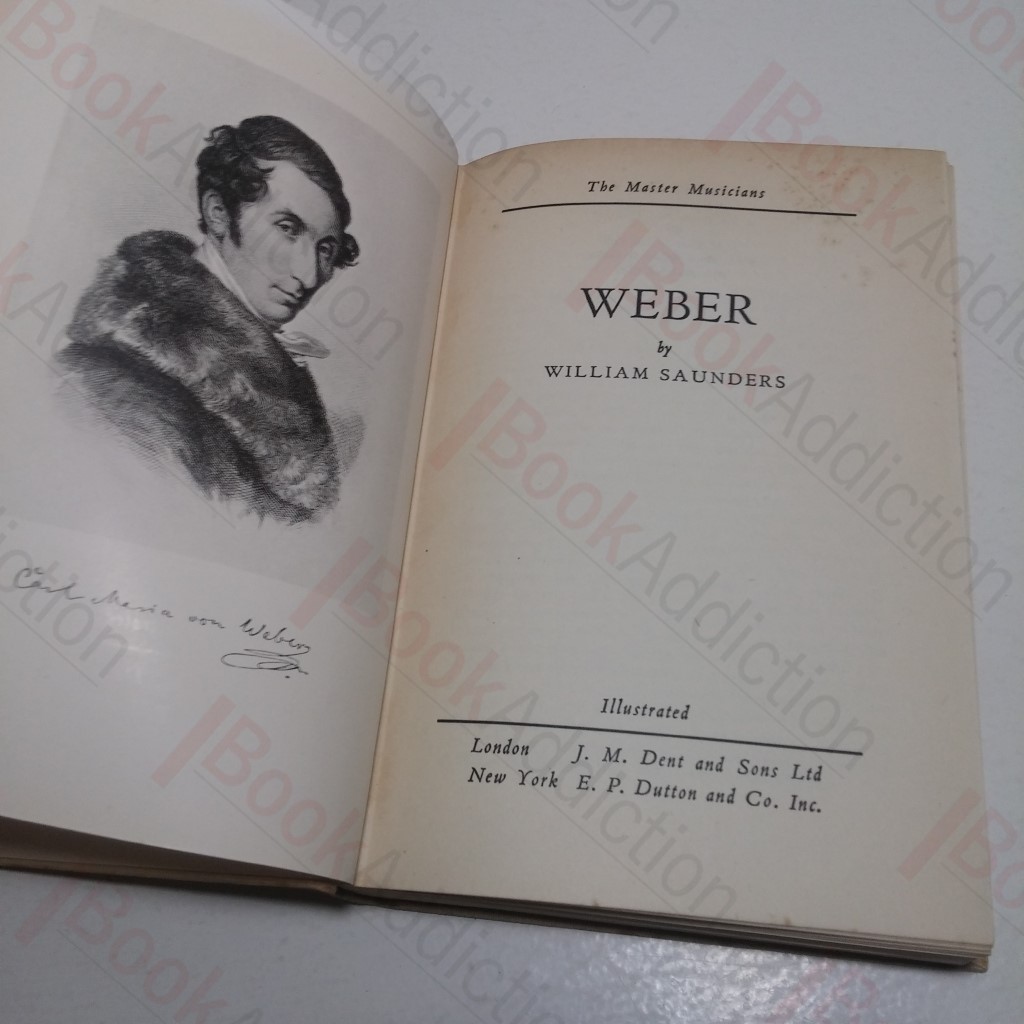 Carl Maria von Weber
The Master Musicians
WEBER
by
WILLIAM SAUNDERS
Illustrated
London J. M. Dent and Sons Ltd
New York E. P. Dutton and Co. Inc.
BookAddiction